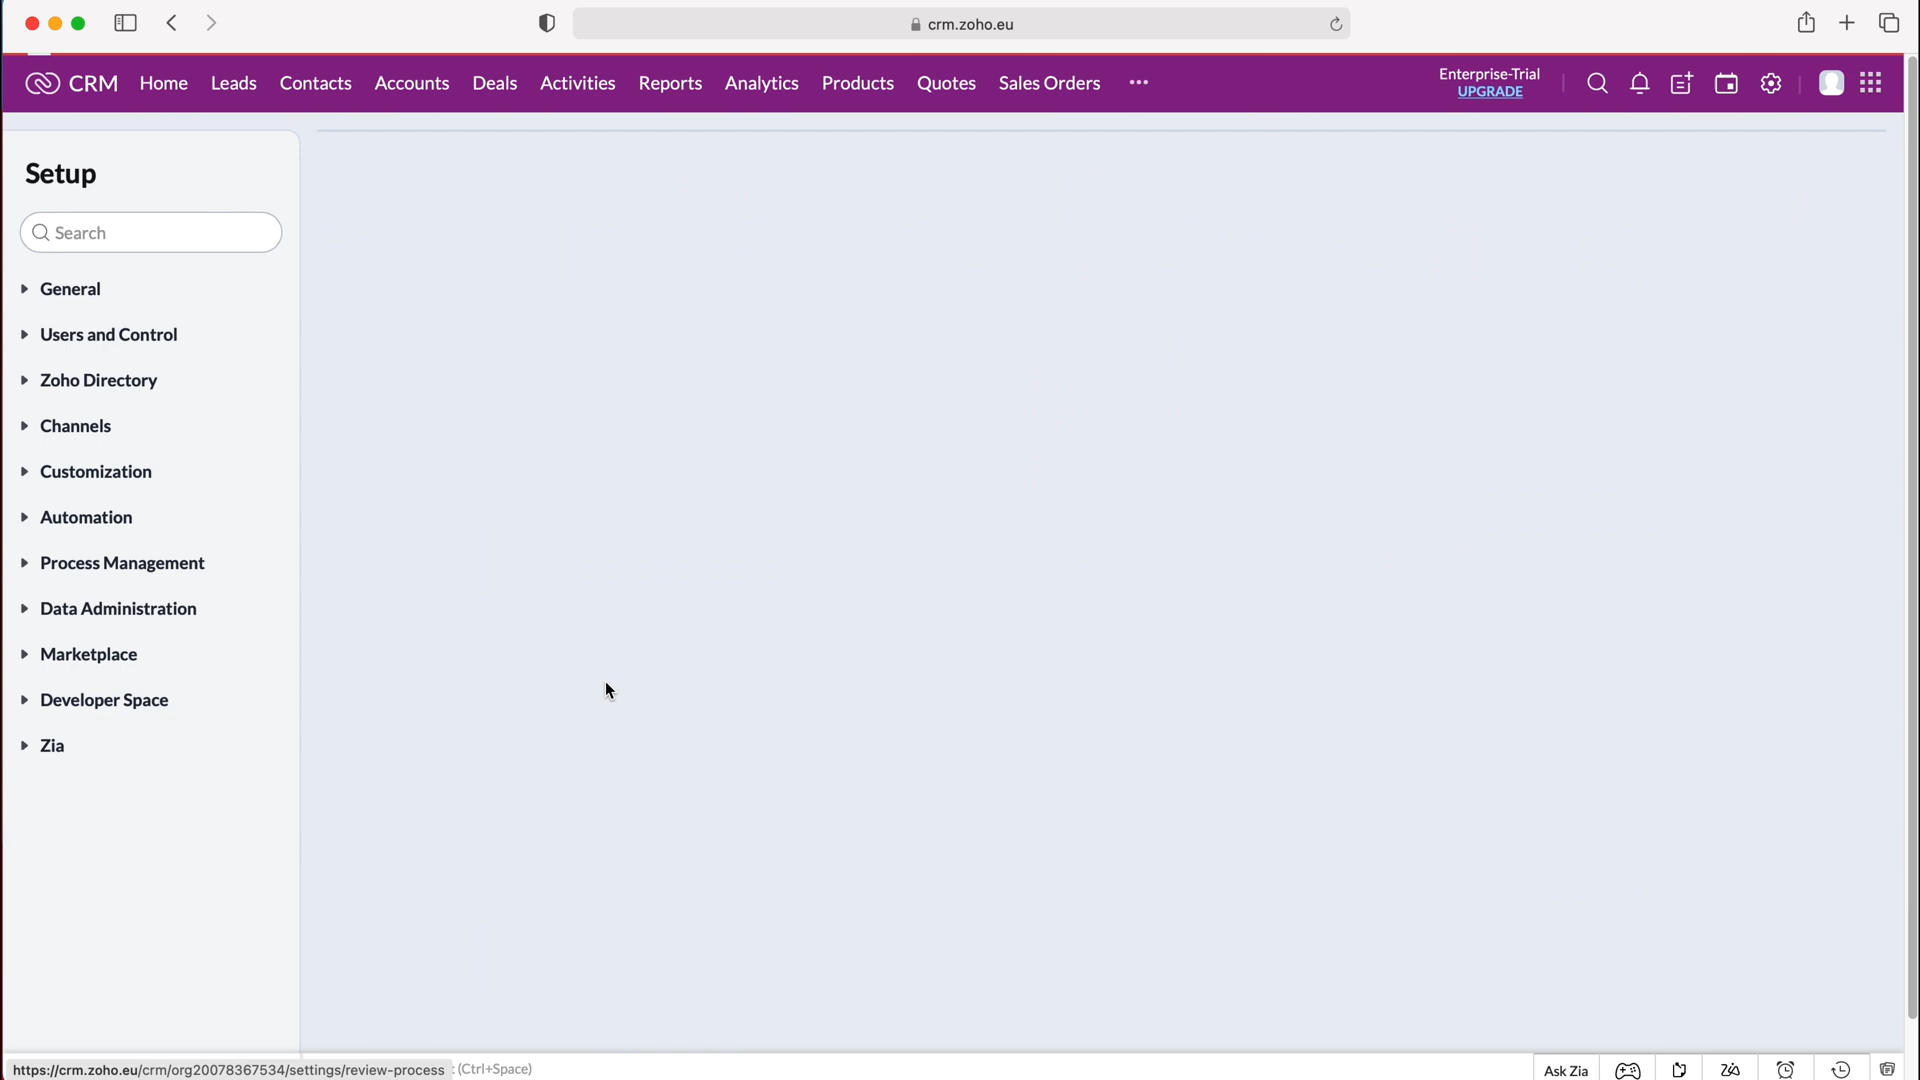 crm.zoho.eu
CRM
Home
Leads
Contacts
Accounts
Deals
Activities
Reports
Analytics
Products
Quotes
Sales Orders
Enterprise-Trial
UPGRADE
Setup
Search
General
Users and Control
Zoho Directory
Channels
Customization
Automation
Process Management
Data Administration
Marketplace
Developer Space
Zia
https://crm.zoho.eu/crm/org20078367534/settings/review-process
(Ctrl+Space)
Ask Zia